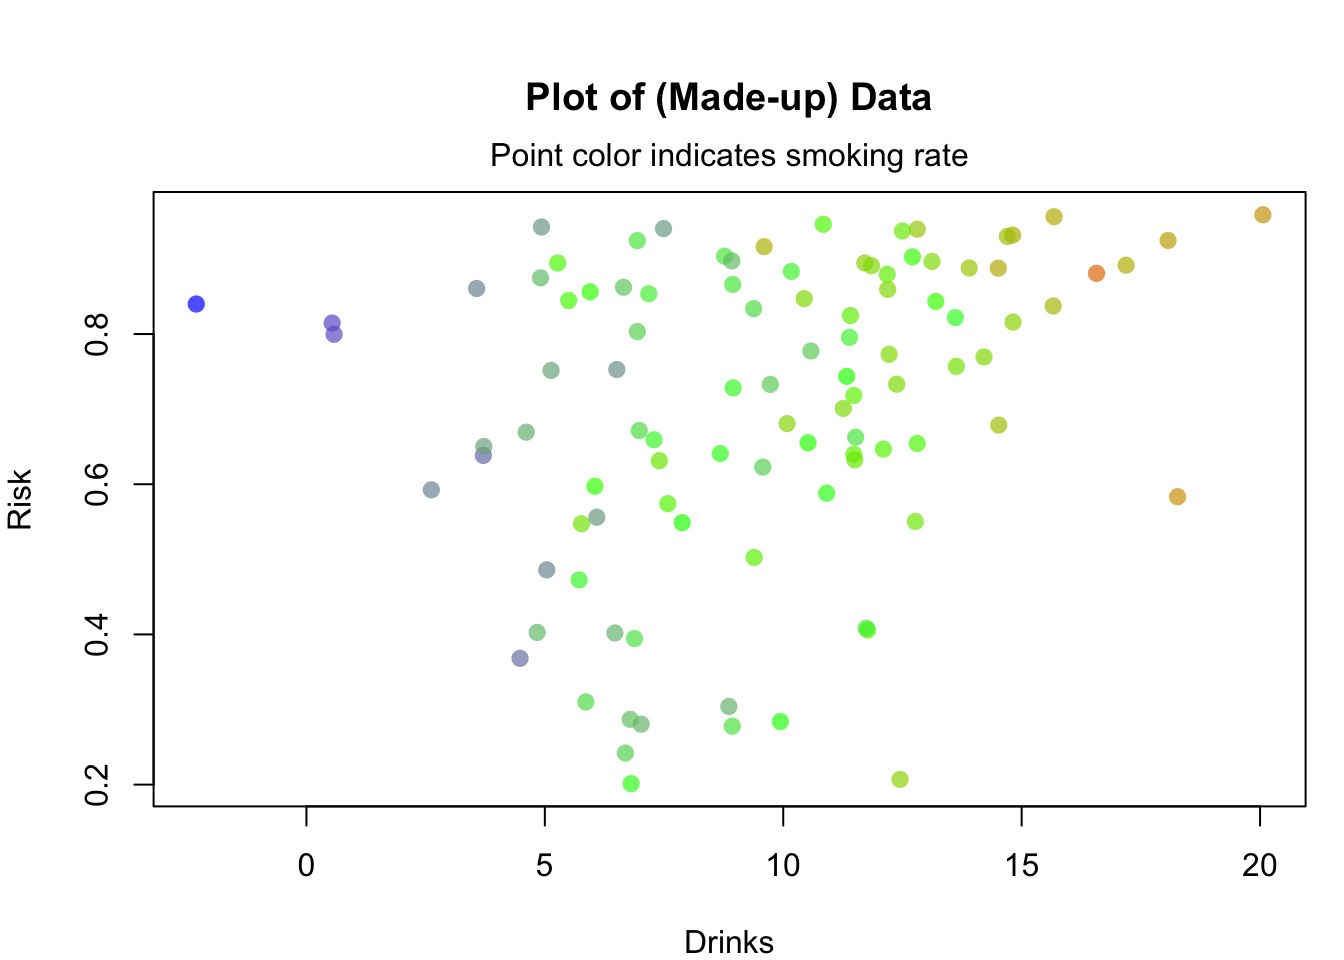 Plot of (Made-up) Data
Point color indicates smoking rate
Risk
0.8
0.6
0.4
0.2
0 5 10 15 20
Drinks